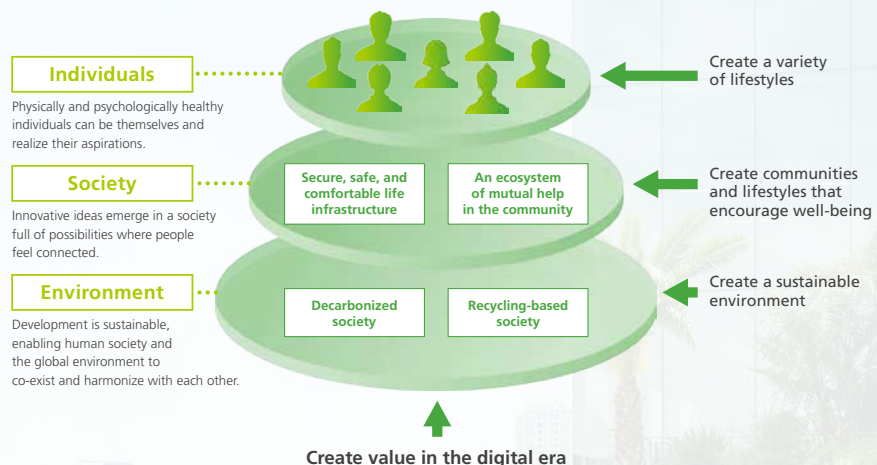 Individuals
Physically and psychologically healthy
individuals can be themselves and
realize their aspirations.
Create a variety
of lifestyles
Society
Innovative ideas emerge in a society
full of possibilities where people
feel connected.
Secure, safe, and
comfortable life
infrastructure
An ecosystem
of mutual help
in the community
Create communities
and lifestyles that
encourage well-being
Environment
Development is sustainable,
enabling human society and
the global environment to
co-exist and harmonize with each other.
Decarbonized
society
Recycling-based
society
Create a sustainable
environment
Create value in the digital era